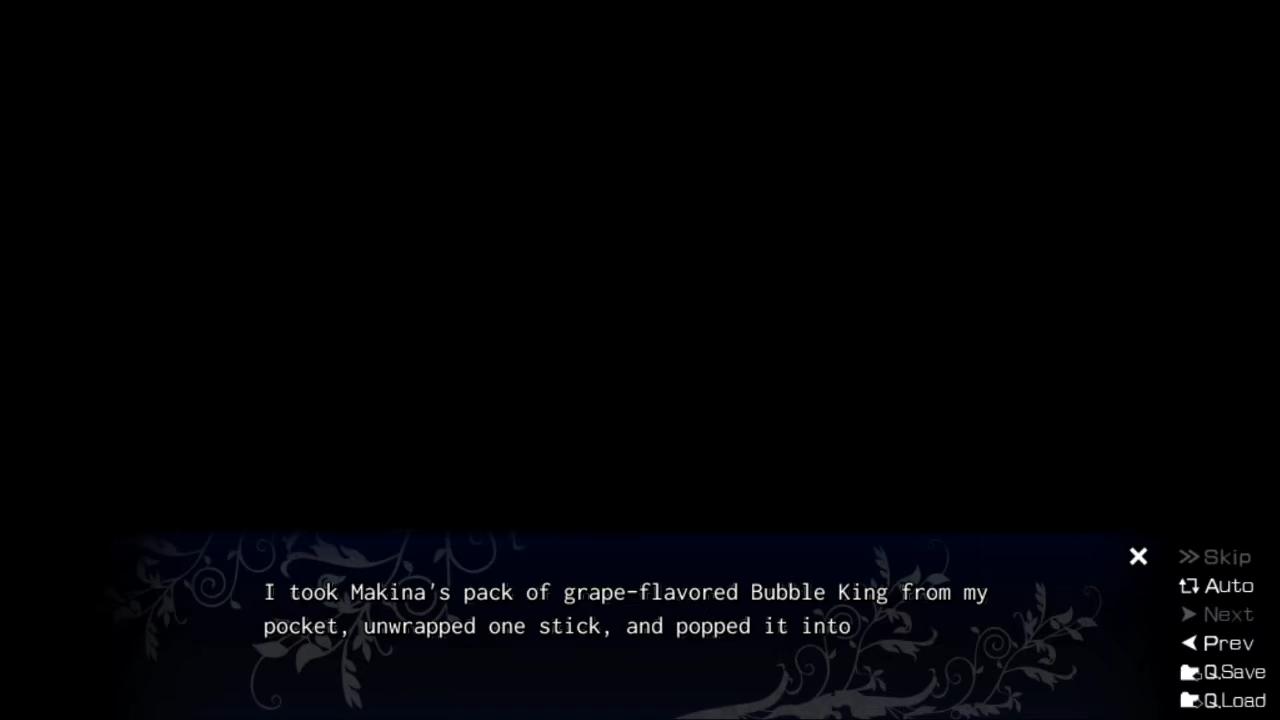 I took Makina's pack of grape-flavored Bubble King from my
pocket, unwrapped one stick, and popped it into
Skip
Auto
Next
Prev
Q.Save
Q.Load